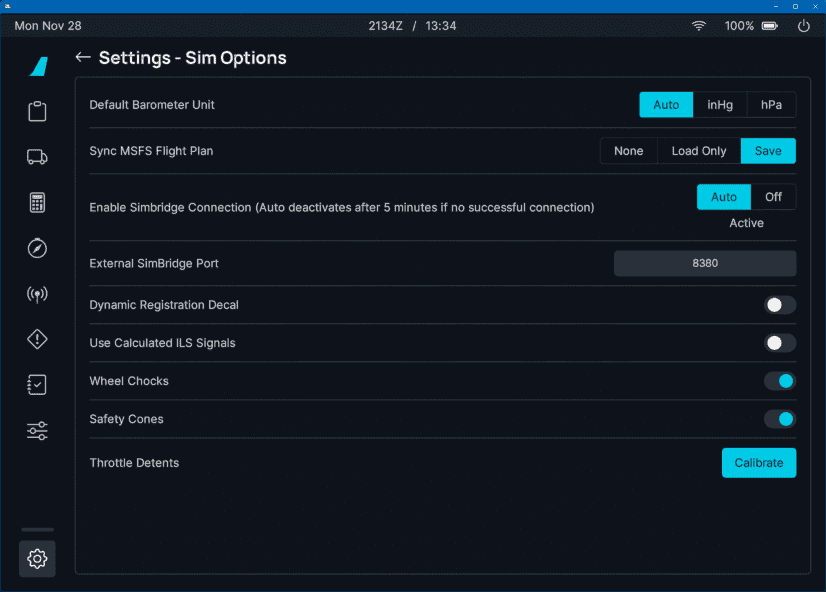 Mon Nov 28
2134Z / 13:34
100%
Settings - Sim Options
Default Barometer Unit
Auto
inHg
hPa
Sync MSFS Flight Plan
None
Load Only
Save
Enable Simbridge Connection (Auto deactivates after 5 minutes if no successful connection)
Auto
Off
Active
External SimBridge Port
8380
Dynamic Registration Decal
Use Calculated ILS Signals
Wheel Chocks
Safety Cones
Throttle Detents
Calibrate